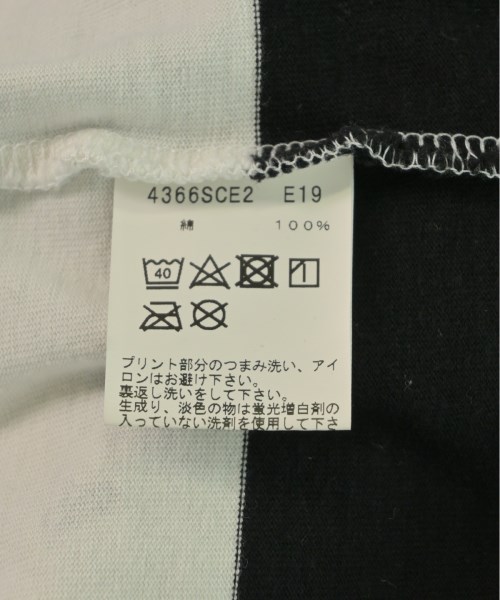 4366SCE2 E19
綿 100%
40
プリント部分のつまみ洗い、アイ
ロンはお避け下さい。
裏返し洗いをして下さい。
生成り、淡色の物は蛍光増白剤の
入っていない洗剤を使用して下さ